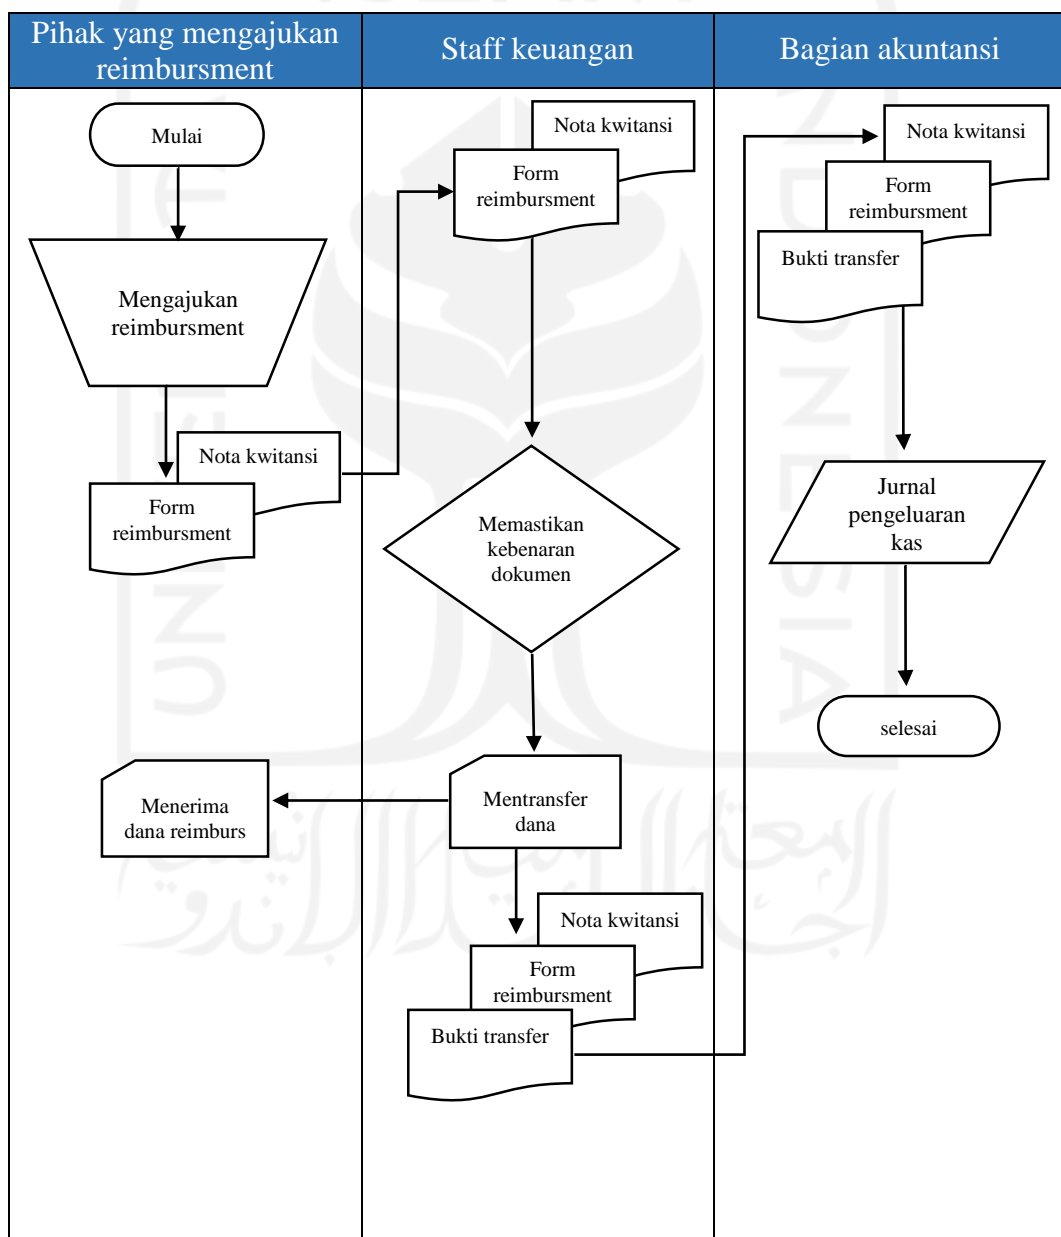 Pihak yang mengajukan
reimbursment
Staff keuangan
Bagian akuntansi
Mulai
Mengajukan
reimbursment
Nota kwitansi
Form
reimbursment
Nota kwitansi
Form
reimbursment
Memastikan
kebenaran
dokumen
Mentransfer
dana
Menerima
dana reimburs
Nota kwitansi
Form
reimbursment
Bukti transfer
Nota kwitansi
Form
reimbursment
Bukti transfer
Jurnal
pengeluaran
kas
selesai